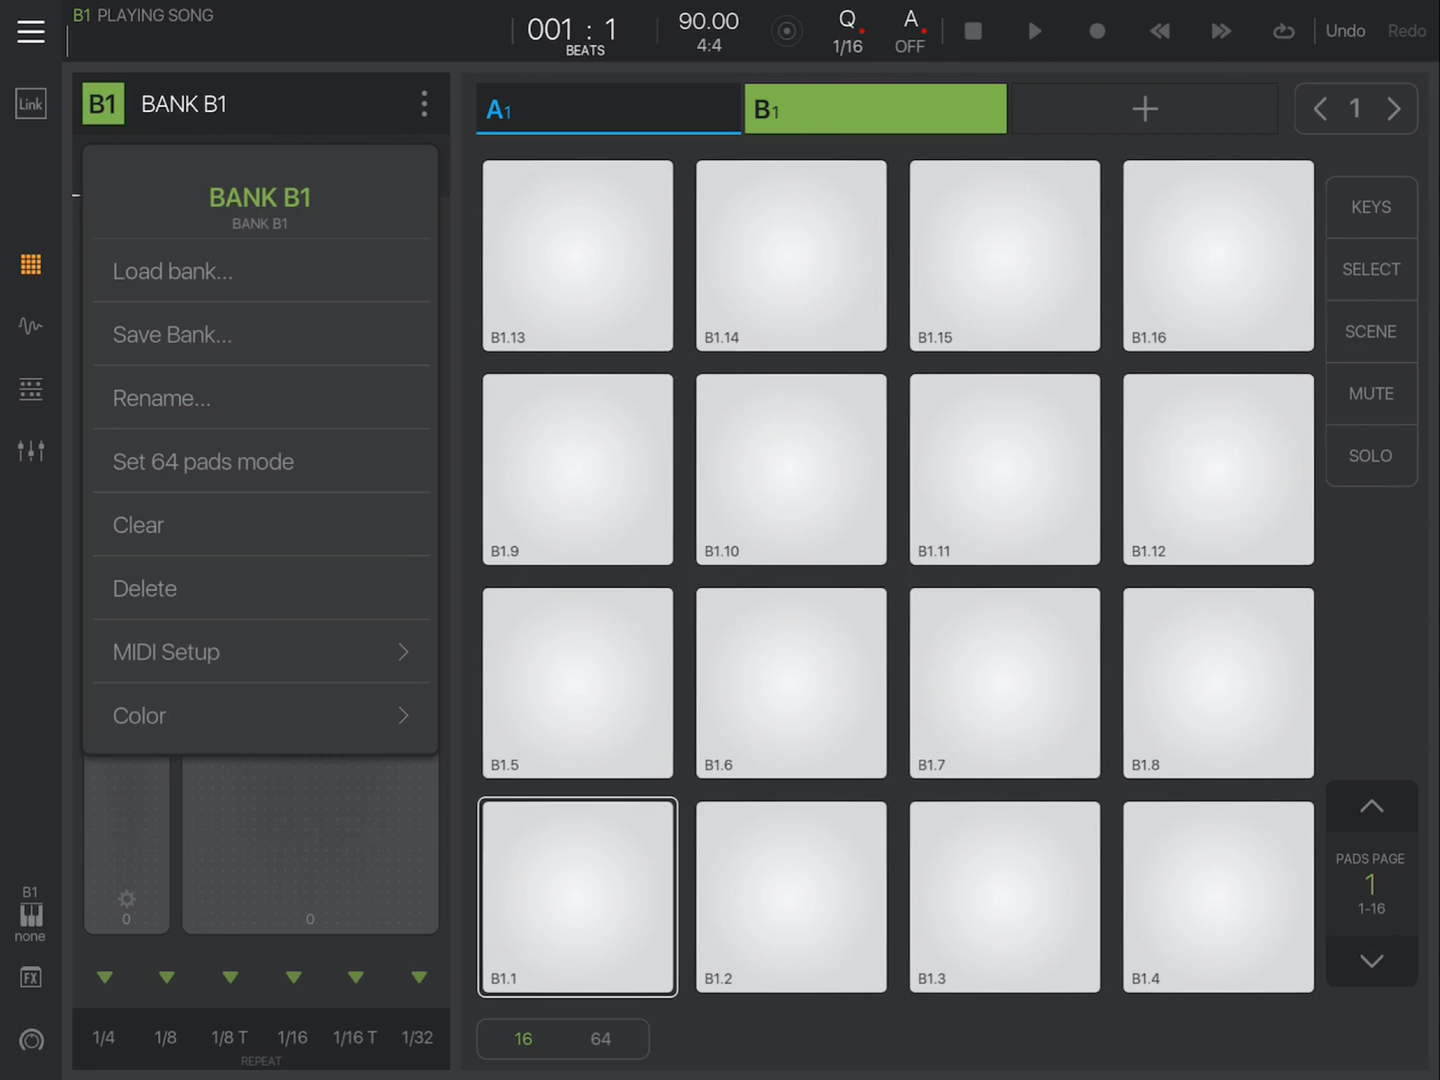 B1 PLAYING SONG
001 : 1
BEATS
90.00
4:4
Q
1/16
A
OFF
Undo
Redo
Link
B1 BANK B1
A1
B1
1
BANK B1
BANK B1
Load bank...
Save Bank...
Rename...
Set 64 pads mode
Clear
Delete
MIDI Setup
Color
B1.13
B1.14
B1.15
B1.16
B1.9
B1.10
B1.11
B1.12
B1.5
B1.6
B1.7
B1.8
B1.1
B1.2
B1.3
B1.4
KEYS
SELECT
SCENE
MUTE
SOLO
PADS PAGE
1
1-16
B1
none
FX
0
0
1/4 1/8 1/8 T 1/16 1/16 T 1/32
REPEAT
16 64